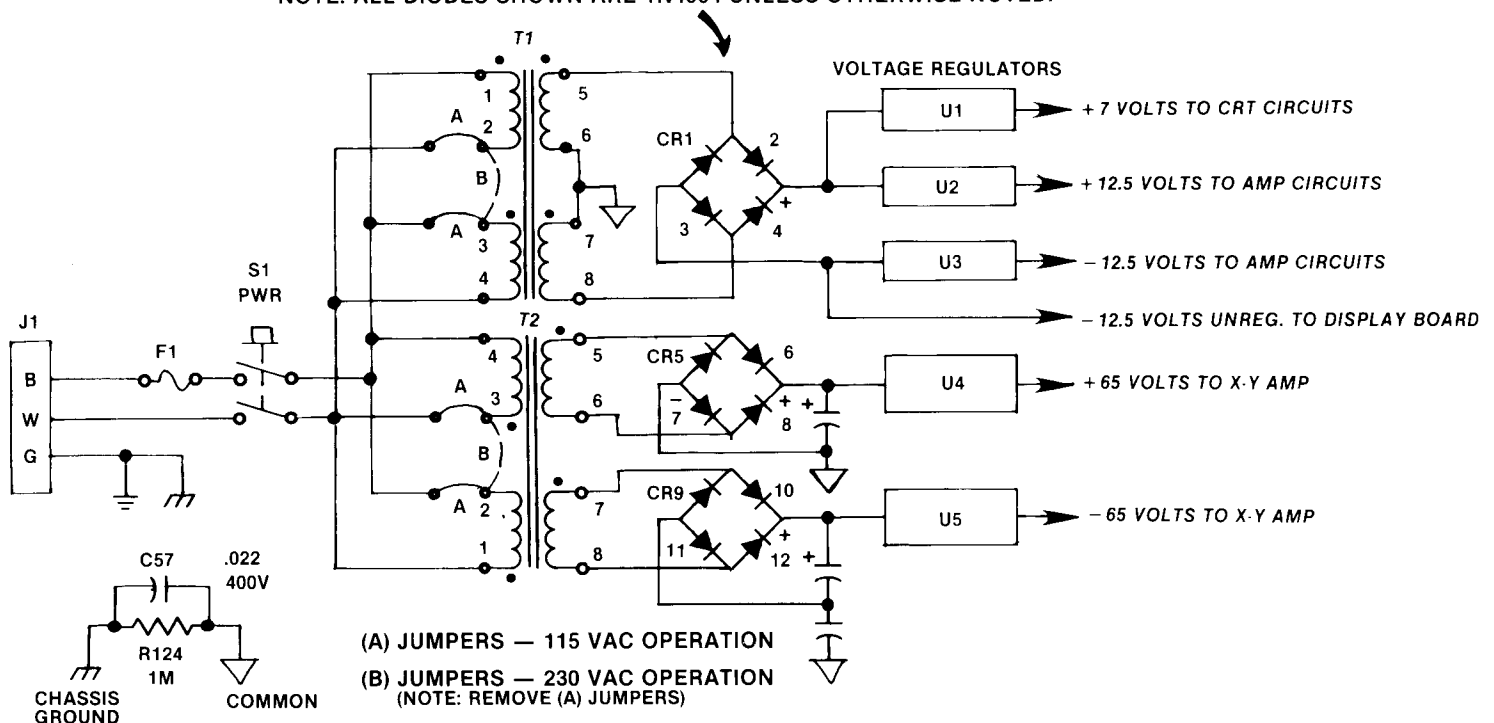 T1
VOLTAGE REGULATORS
1
5
A
2
6
B
A
3
7
4
8
CR1
2
3
+
4
U1
+ 7 VOLTS TO CRT CIRCUITS
U2
+ 12.5 VOLTS TO AMP CIRCUITS
U3
− 12.5 VOLTS TO AMP CIRCUITS
− 12.5 VOLTS UNREG. TO DISPLAY BOARD
S1
PWR
J1
F1
B
W
G
T2
4
5
A
3
6
B
A
2
7
1
8
CR5
6
−
7
+
8
+
U4
+ 65 VOLTS TO X-Y AMP
CR9
10
11
+
12
+
U5
− 65 VOLTS TO X-Y AMP
C57
.022
400V
R124
1M
CHASSIS
GROUND
COMMON
(A) JUMPERS — 115 VAC OPERATION
(B) JUMPERS — 230 VAC OPERATION
(NOTE: REMOVE (A) JUMPERS)